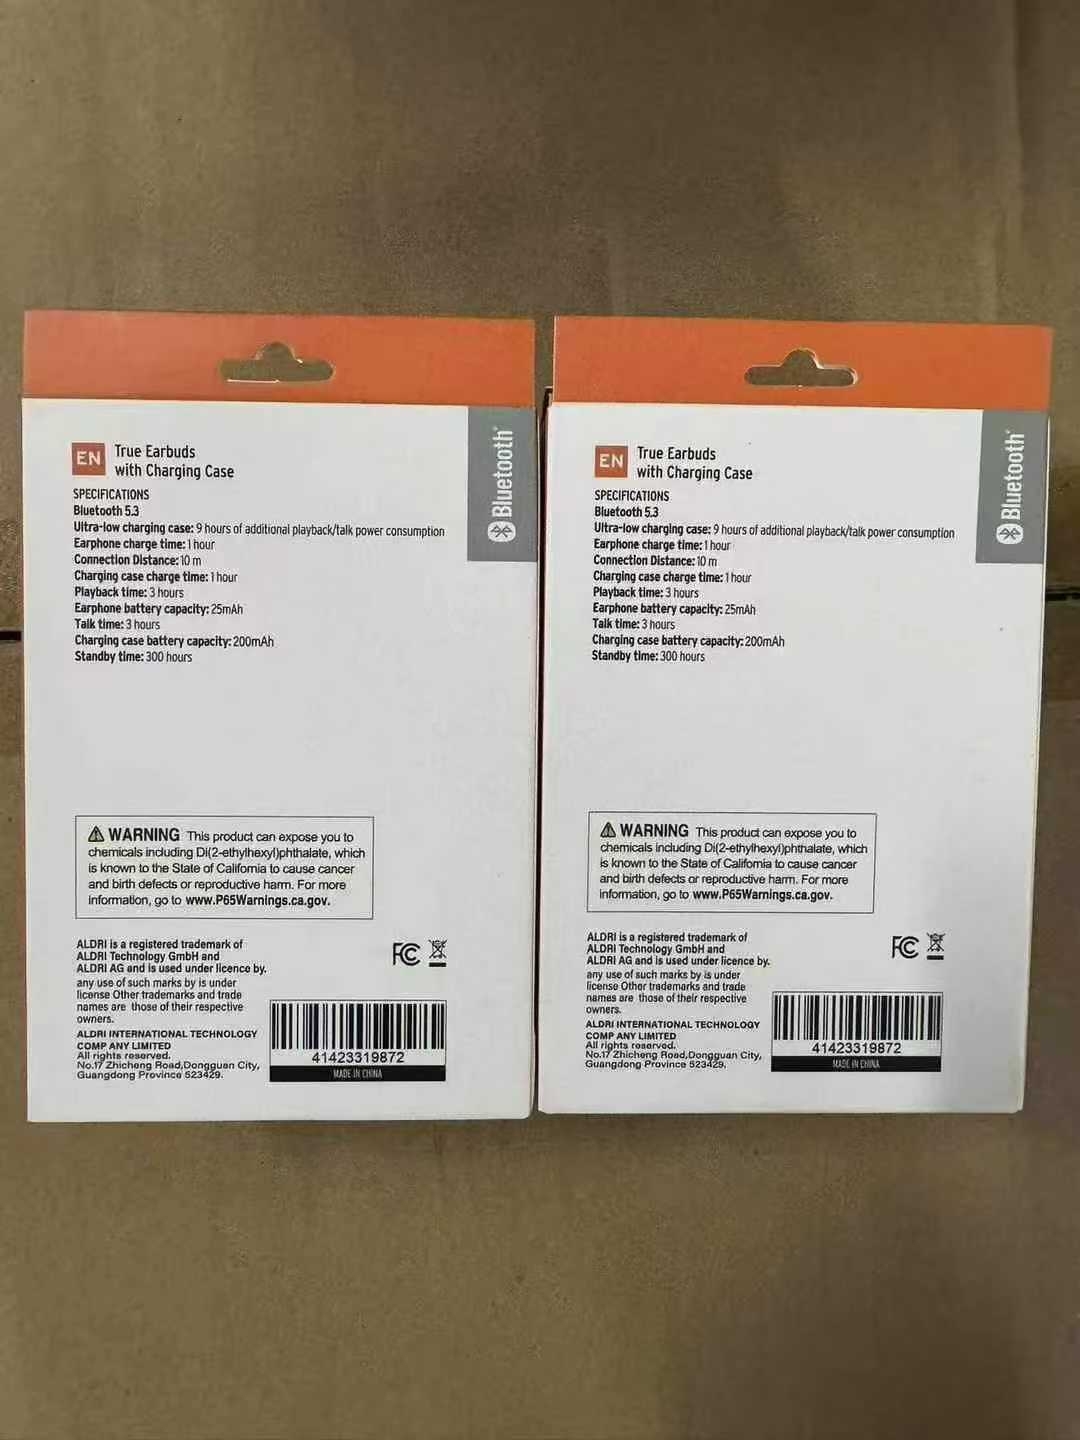 EN
True Earbuds
with Charging Case
SPECIFICATIONS
Bluetooth 5.3
Ultra-low charging case: 9 hours of additional playback/talk power consumption
Earphone charge time: 1 hour
Connection Distance: 10 m
Charging case charge time: 1 hour
Playback time: 3 hours
Earphone battery capacity: 25mAh
Talk time: 3 hours
Charging case battery capacity: 200mAh
Standby time: 300 hours
Bluetooth®
WARNING This product can expose you to
chemicals including Di(2-ethylhexyl)phthalate, which
is known to the State of California to cause cancer
and birth defects or reproductive harm. For more
information, go to www.P65Warnings.ca.gov.
ALDRI is a registered trademark of
ALDRI Technology GmbH and
ALDRI AG and is used under licence by.
any use of such marks by is under
license Other trademarks and trade
names are those of their respective
owners.
ALDRI INTERNATIONAL TECHNOLOGY
COMP ANY LIMITED
All rights reserved.
No.17 Zhicheng Road,Dongguan City,
Guangdong Province 523429.
FC
41423319872
MADE IN CHINA
EN
True Earbuds
with Charging Case
SPECIFICATIONS
Bluetooth 5.3
Ultra-low charging case: 9 hours of additional playback/talk power consumption
Earphone charge time: 1 hour
Connection Distance: 10 m
Charging case charge time: 1 hour
Playback time: 3 hours
Earphone battery capacity: 25mAh
Talk time: 3 hours
Charging case battery capacity: 200mAh
Standby time: 300 hours
Bluetooth®
WARNING This product can expose you to
chemicals including Di(2-ethylhexyl)phthalate, which
is known to the State of California to cause cancer
and birth defects or reproductive harm. For more
information, go to www.P65Warnings.ca.gov.
ALDRI is a registered trademark of
ALDRI Technology GmbH and
ALDRI AG and is used under licence by.
any use of such marks by is under
license Other trademarks and trade
names are those of their respective
owners.
ALDRI INTERNATIONAL TECHNOLOGY
COMP ANY LIMITED
All rights reserved.
No.17 Zhicheng Road,Dongguan City,
Guangdong Province 523429.
FC
41423319872
MADE IN CHINA